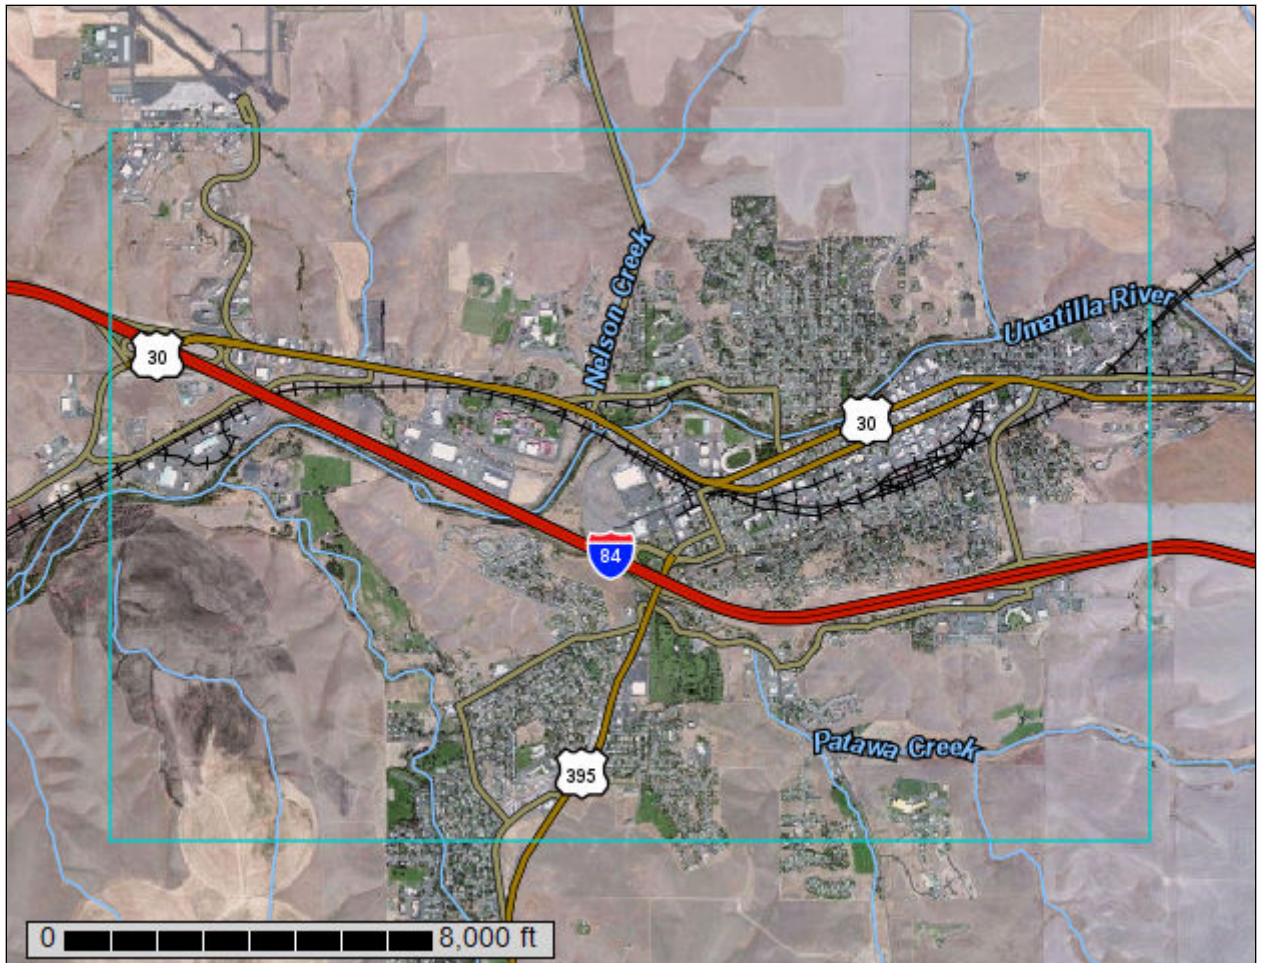 Nelson Creek
Umatilla River
30
30
84
Patawa Creek
395
0 8,000 ft